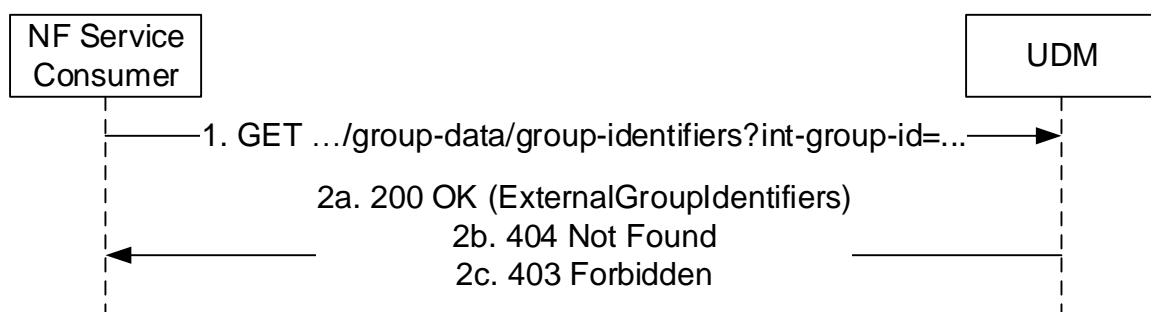 NF Service
Consumer
UDM
1. GET …/group-data/group-identifiers?int-group-id=...
2a. 200 OK (ExternalGroupIdentifiers)
2b. 404 Not Found
2c. 403 Forbidden